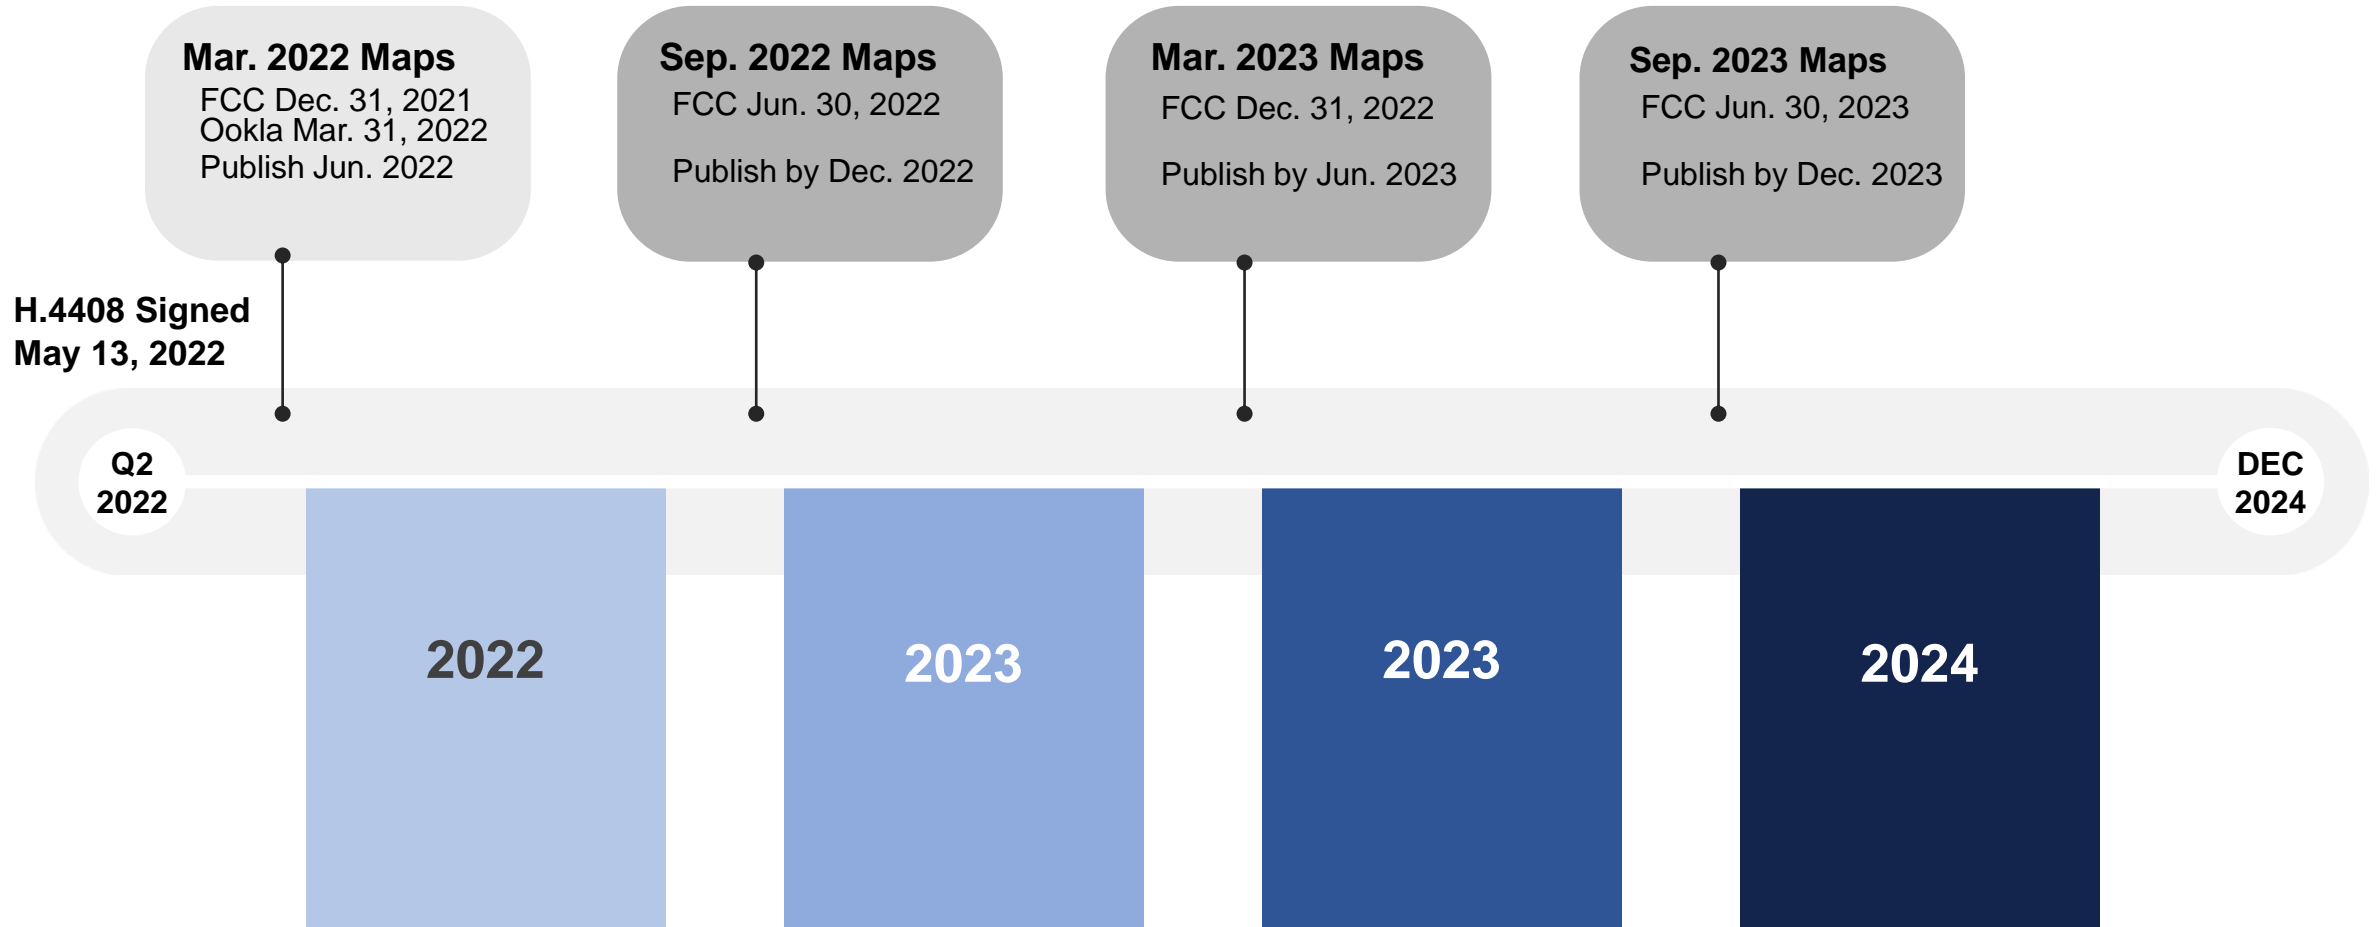 Mar. 2022 Maps
FCC Dec. 31, 2021
Ookla Mar. 31, 2022
Publish Jun. 2022
Sep. 2022 Maps
FCC Jun. 30, 2022
Publish by Dec. 2022
Mar. 2023 Maps
FCC Dec. 31, 2022
Publish by Jun. 2023
Sep. 2023 Maps
FCC Jun. 30, 2023
Publish by Dec. 2023
H.4408 Signed
May 13, 2022
Q2
2022
DEC
2024
2022
2023
2023
2024